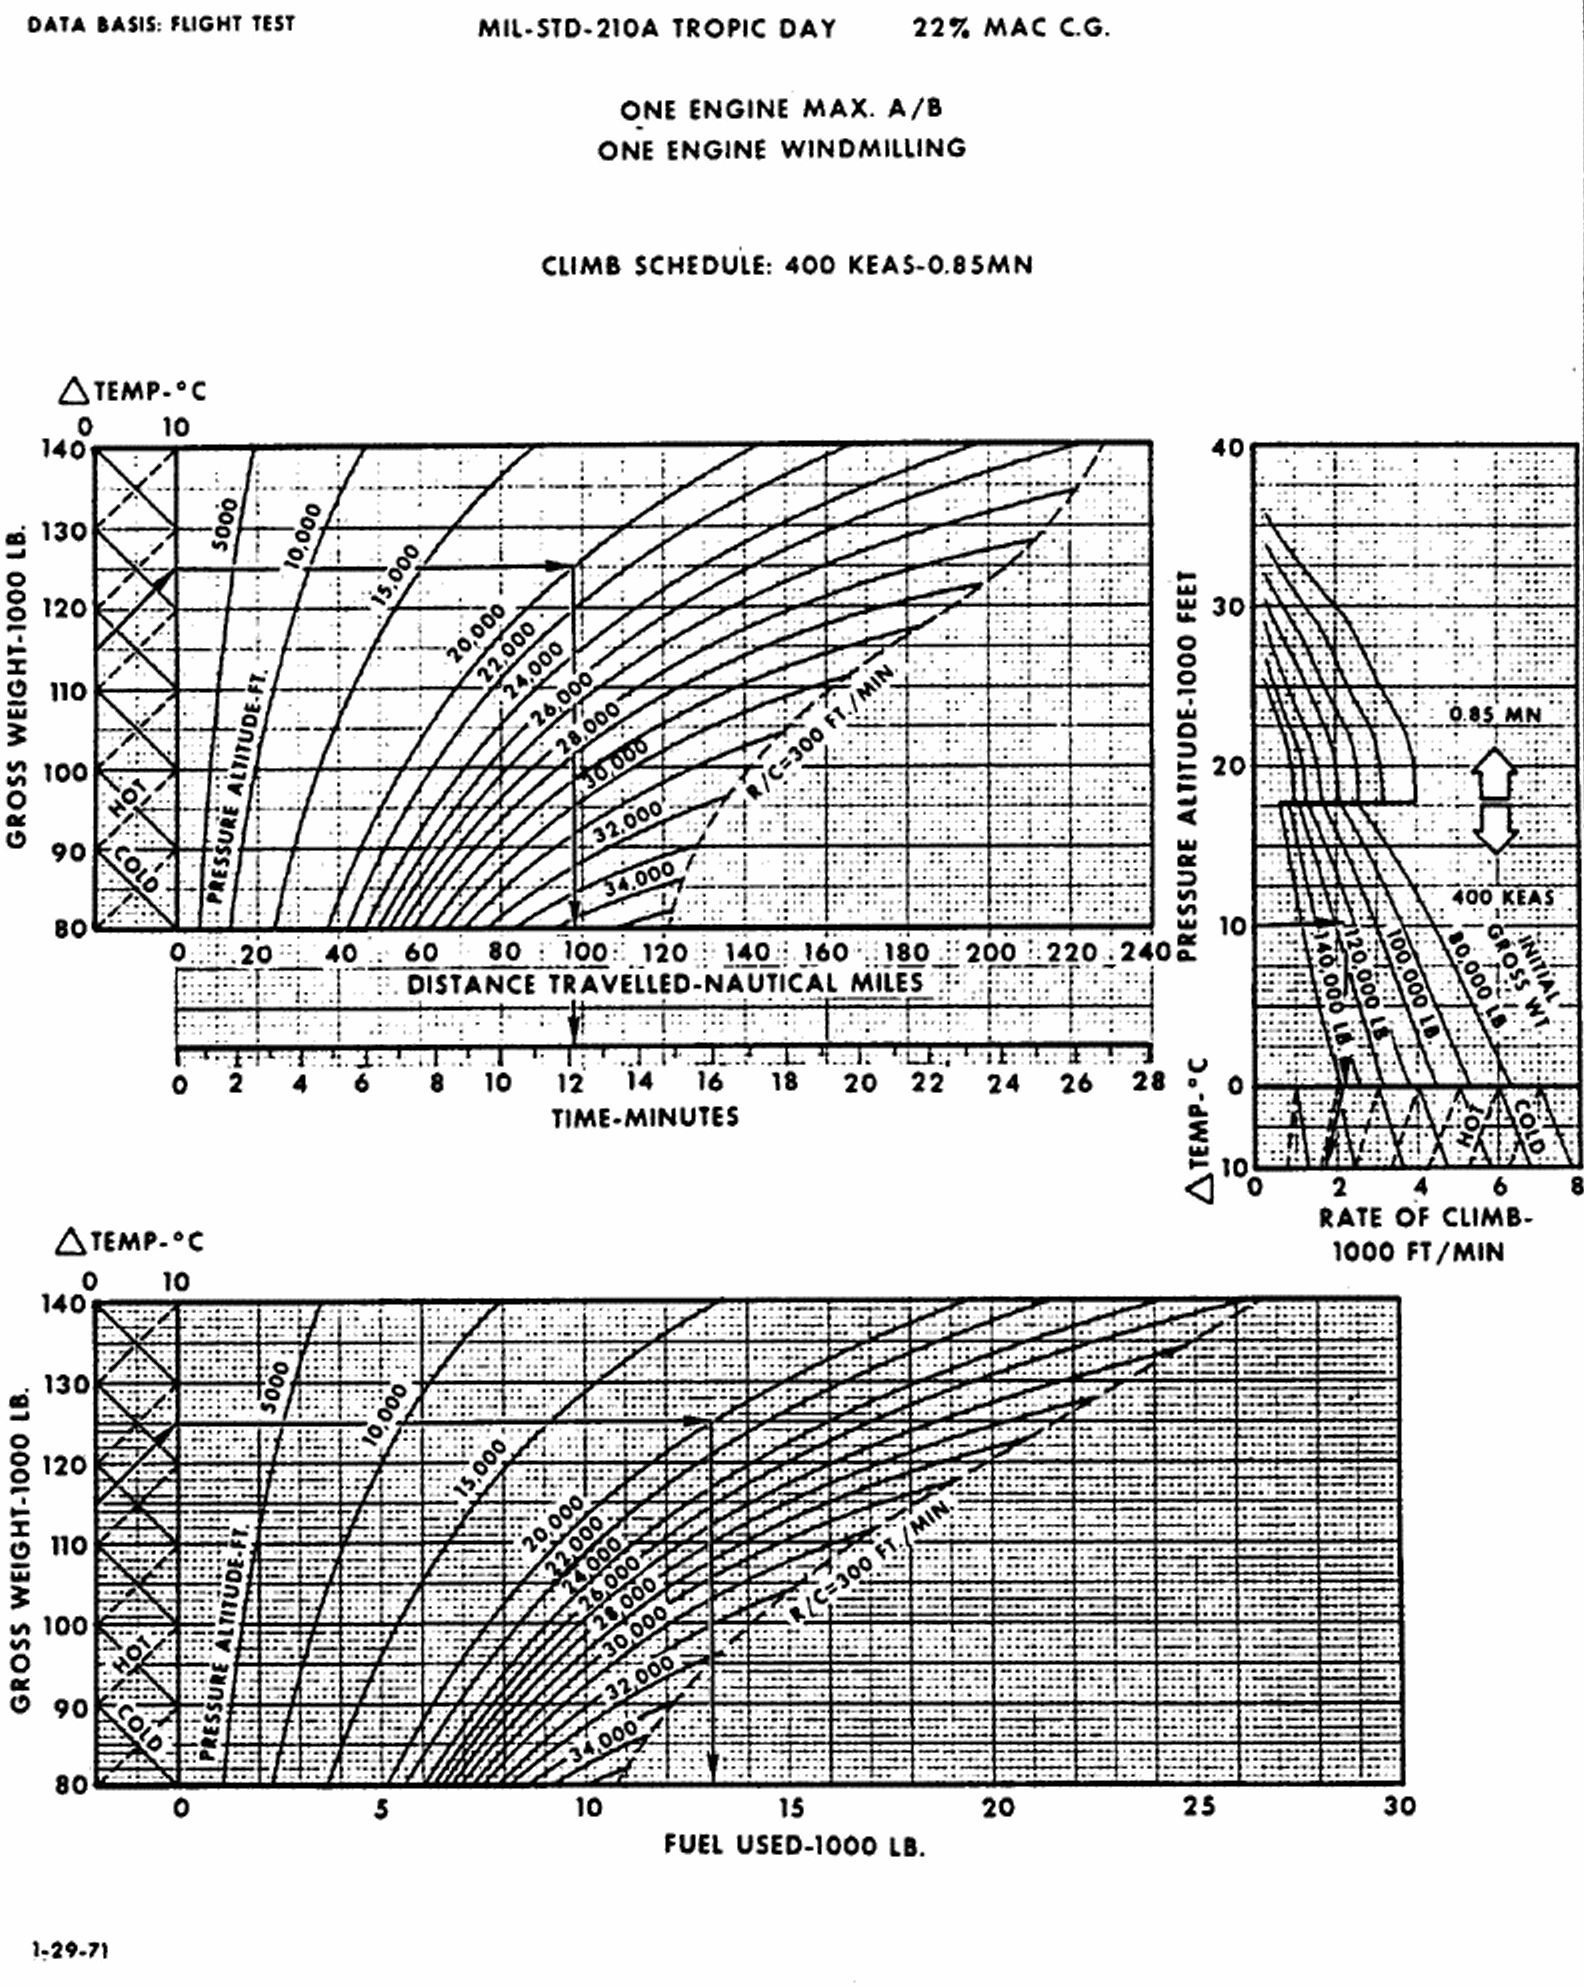 DATA BASIS: FLIGHT TEST MIL-STD-210A TROPIC DAY 22% MAC C.G.
ONE ENGINE MAX. A/B
ONE ENGINE WINDMILLING
CLIMB SCHEDULE: 400 KEAS-0.85MN
△ TEMP-°C
0 10
GROSS WEIGHT-1000 LB.
140
130
120
110
100
90
80
HOT
COLD
PRESSURE ALTITUDE-FT.
5000
10,000
15,000
20,000
22,000
24,000
26,000
28,000
30,000
32,000
34,000
R/C=300 FT./MIN.
0 20 40 60 80 100 120 140 160 180 200 220 240
DISTANCE TRAVELLED-NAUTICAL MILES
0 2 4 6 8 10 12 14 16 18 20 22 24 26 28
TIME-MINUTES
PRESSURE ALTITUDE-1000 FEET
40
30
20
10
0
0.85 MN
400 KEAS
INITIAL
GROSS WT
140,000 LB.
120,000 LB.
100,000 LB.
80,000 LB.
△ TEMP-°C
10
HOT
COLD
0 2 4 6 8
RATE OF CLIMB-
1000 FT/MIN
△ TEMP-°C
0 10
GROSS WEIGHT-1000 LB.
140
130
120
110
100
90
80
HOT
COLD
PRESSURE ALTITUDE-FT.
5000
10,000
15,000
20,000
22,000
24,000
26,000
28,000
30,000
32,000
34,000
R/C=300 FT./MIN.
0 5 10 15 20 25 30
FUEL USED-1000 LB.
1-29-71